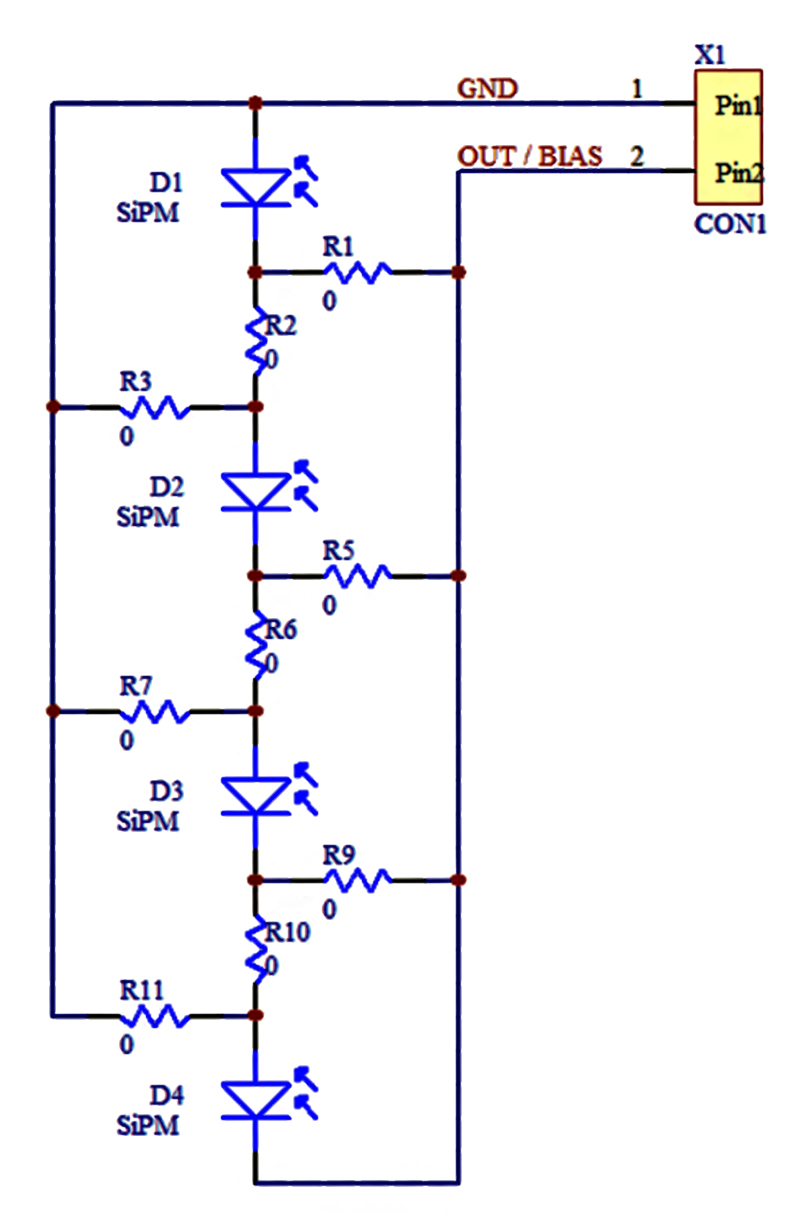 X1
GND 1 Pin1
OUT / BIAS 2 Pin2
CON1
D1
SiPM
R1
0
R2
0
R3
0
D2
SiPM
R5
0
R6
0
R7
0
D3
SiPM
R9
0
R10
0
R11
0
D4
SiPM